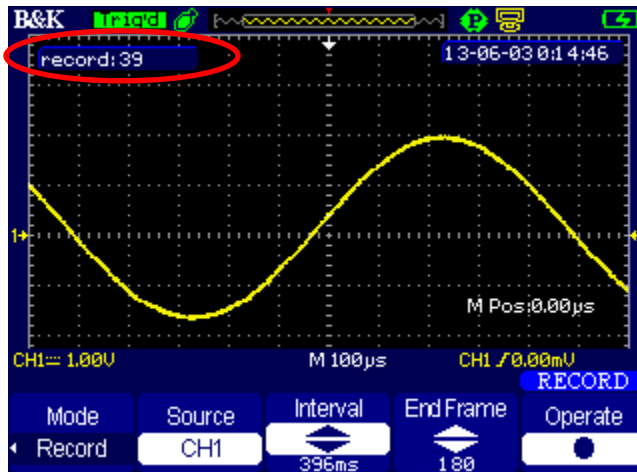 B&K Trig'd P
record:39 13-06-03 0:14:46
1
M Pos:0.00µs
CH1 1.00V M 100µs CH1 0.00mV
RECORD
Mode Source Interval End Frame Operate
Record CH1 396ms 180